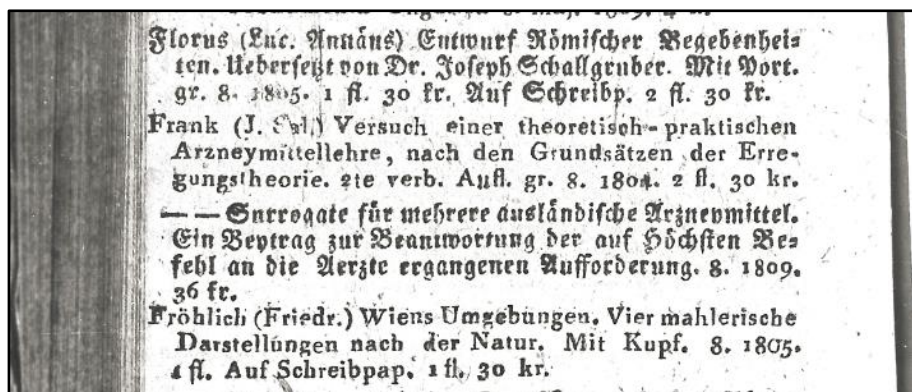 Florus (Luc. Annäus) Entwurf Römischer Begebenhei-
ten. Uebersetzt von Dr. Joseph Schallgruber. Mit Port.
gr. 8. 1805. 1 fl. 30 kr. Auf Schreibp. 2 fl. 30 kr.
Frank (J. Sal.) Versuch einer theoretisch-praktischen
Arzneymittellehre, nach den Grundsätzen der Erre-
gungstheorie. 2te verb. Aufl. gr. 8. 1804. 2 fl. 30 kr.
— — Surrogate für mehrere ausländische Arzneymittel.
Ein Beytrag zur Beantwortung der auf Höchsten Be-
fehl an die Aerzte ergangenen Aufforderung. 8. 1809.
36 kr.
Fröhlich (Friedr.) Wiens Umgebungen. Vier mahlerische
Darstellungen nach der Natur. Mit Kupf. 8. 1805.
1 fl. Auf Schreibpap. 1 fl. 30 kr.